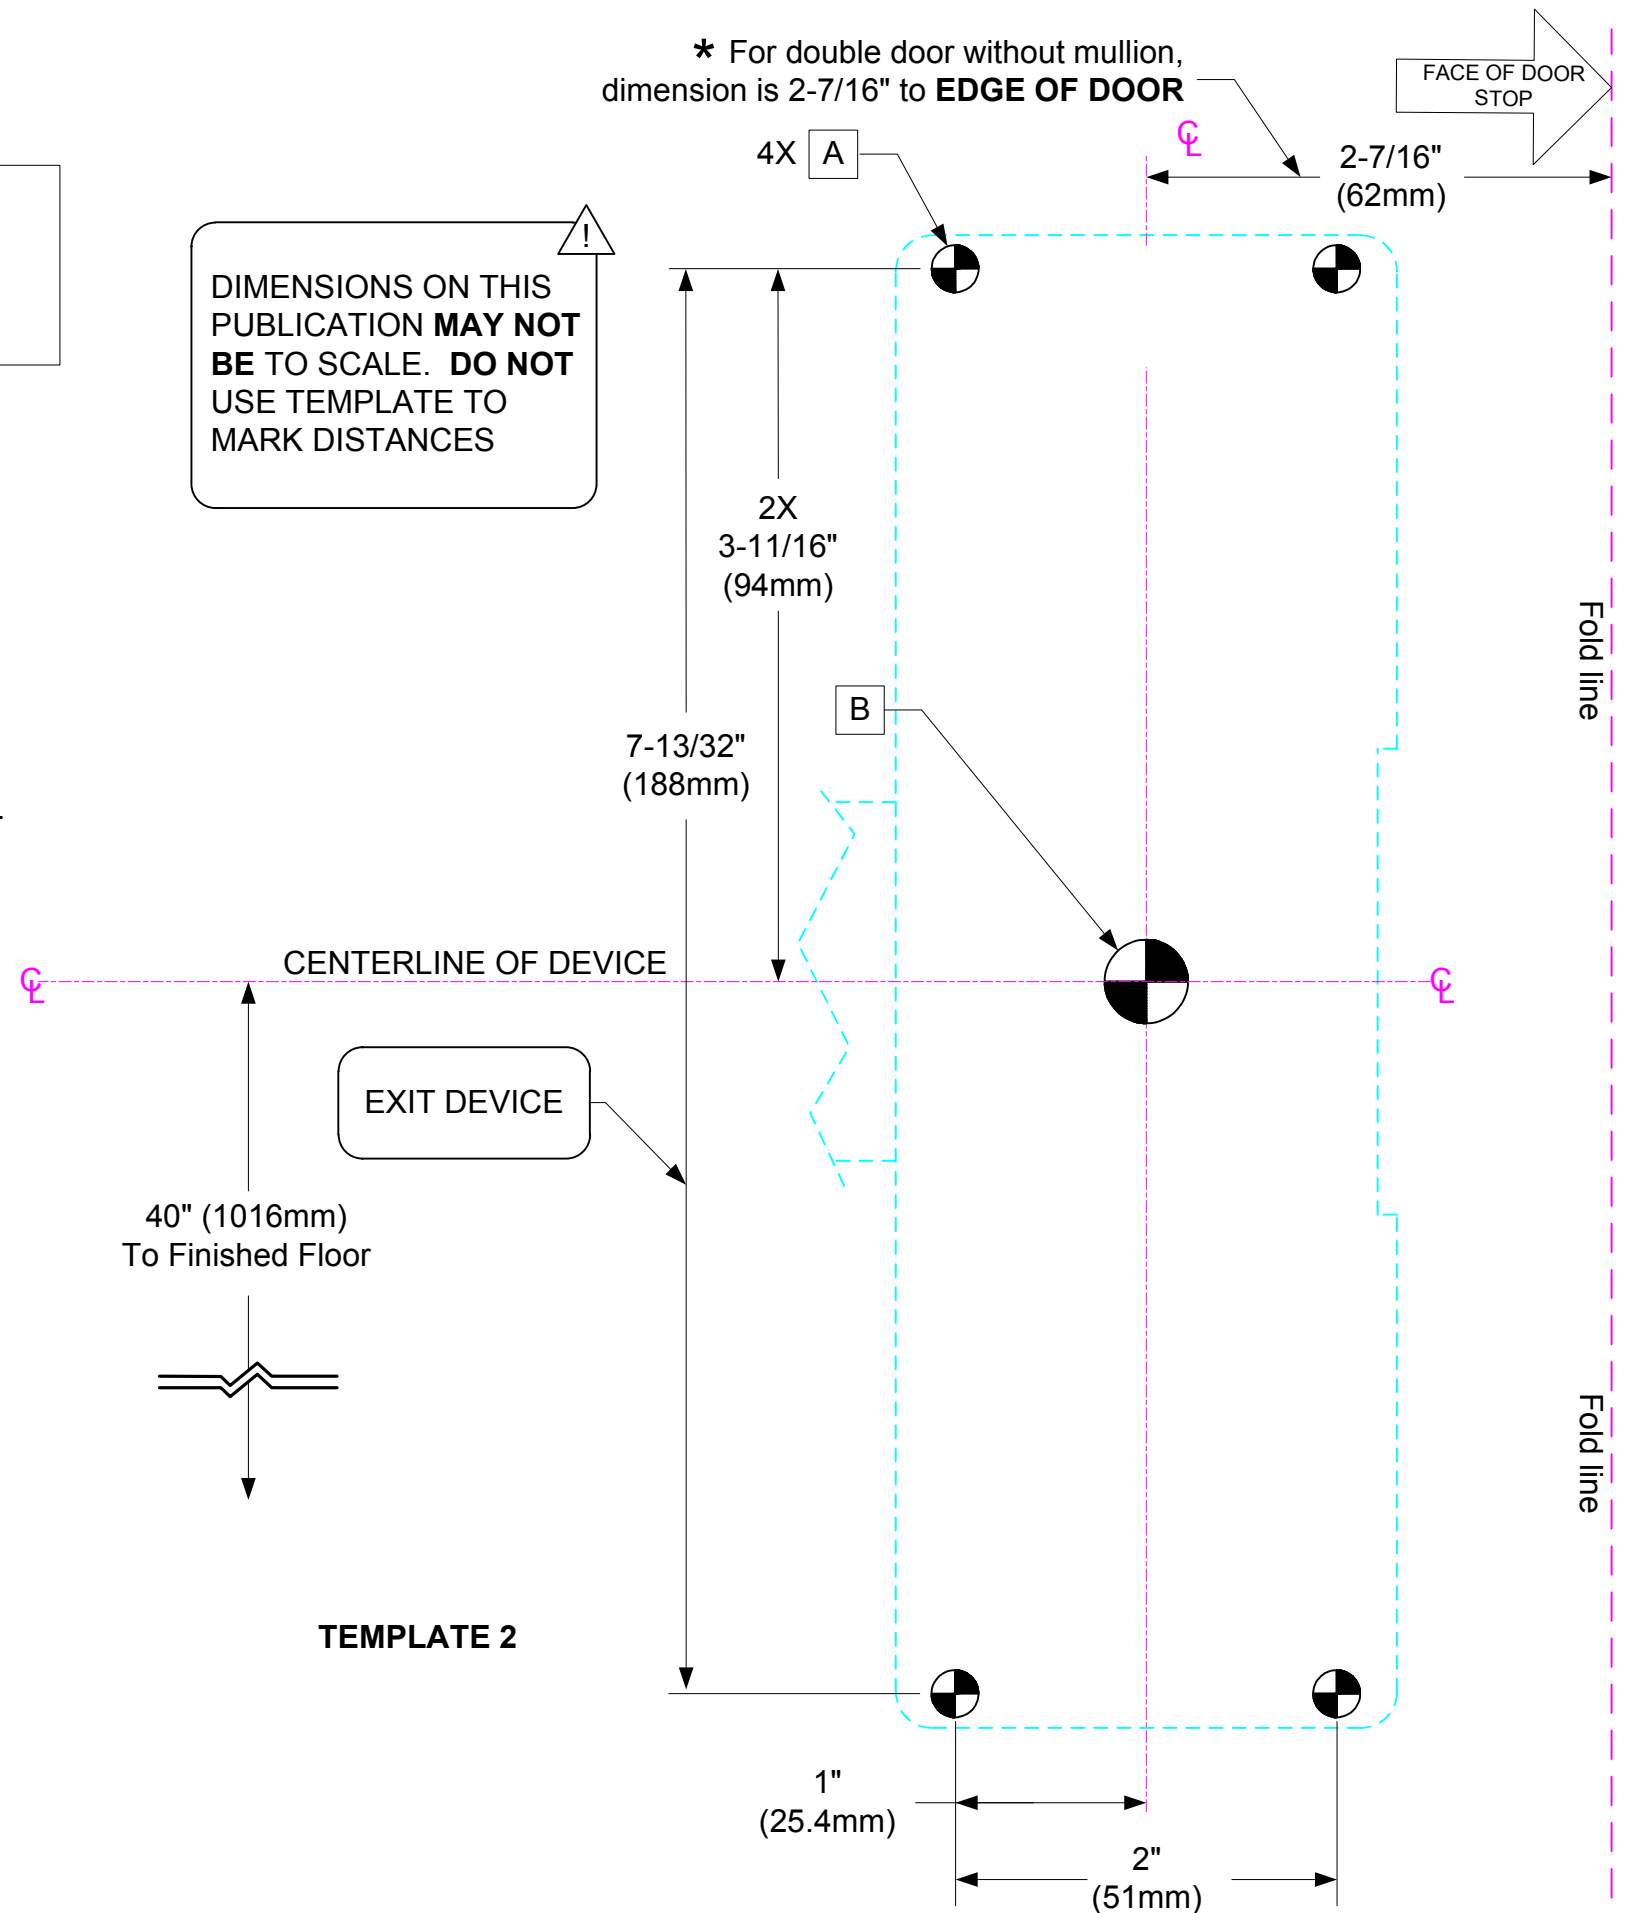 * For double door without mullion,
dimension is 2-7/16" to EDGE OF DOOR
FACE OF DOOR
STOP
℄
4X A
2-7/16"
(62mm)
!
DIMENSIONS ON THIS
PUBLICATION MAY NOT
BE TO SCALE. DO NOT
USE TEMPLATE TO
MARK DISTANCES
2X
3-11/16"
(94mm)
Fold line
B
7-13/32"
(188mm)
CENTERLINE OF DEVICE
℄
℄
EXIT DEVICE
40" (1016mm)
To Finished Floor
Fold line
TEMPLATE 2
1"
(25.4mm)
2"
(51mm)